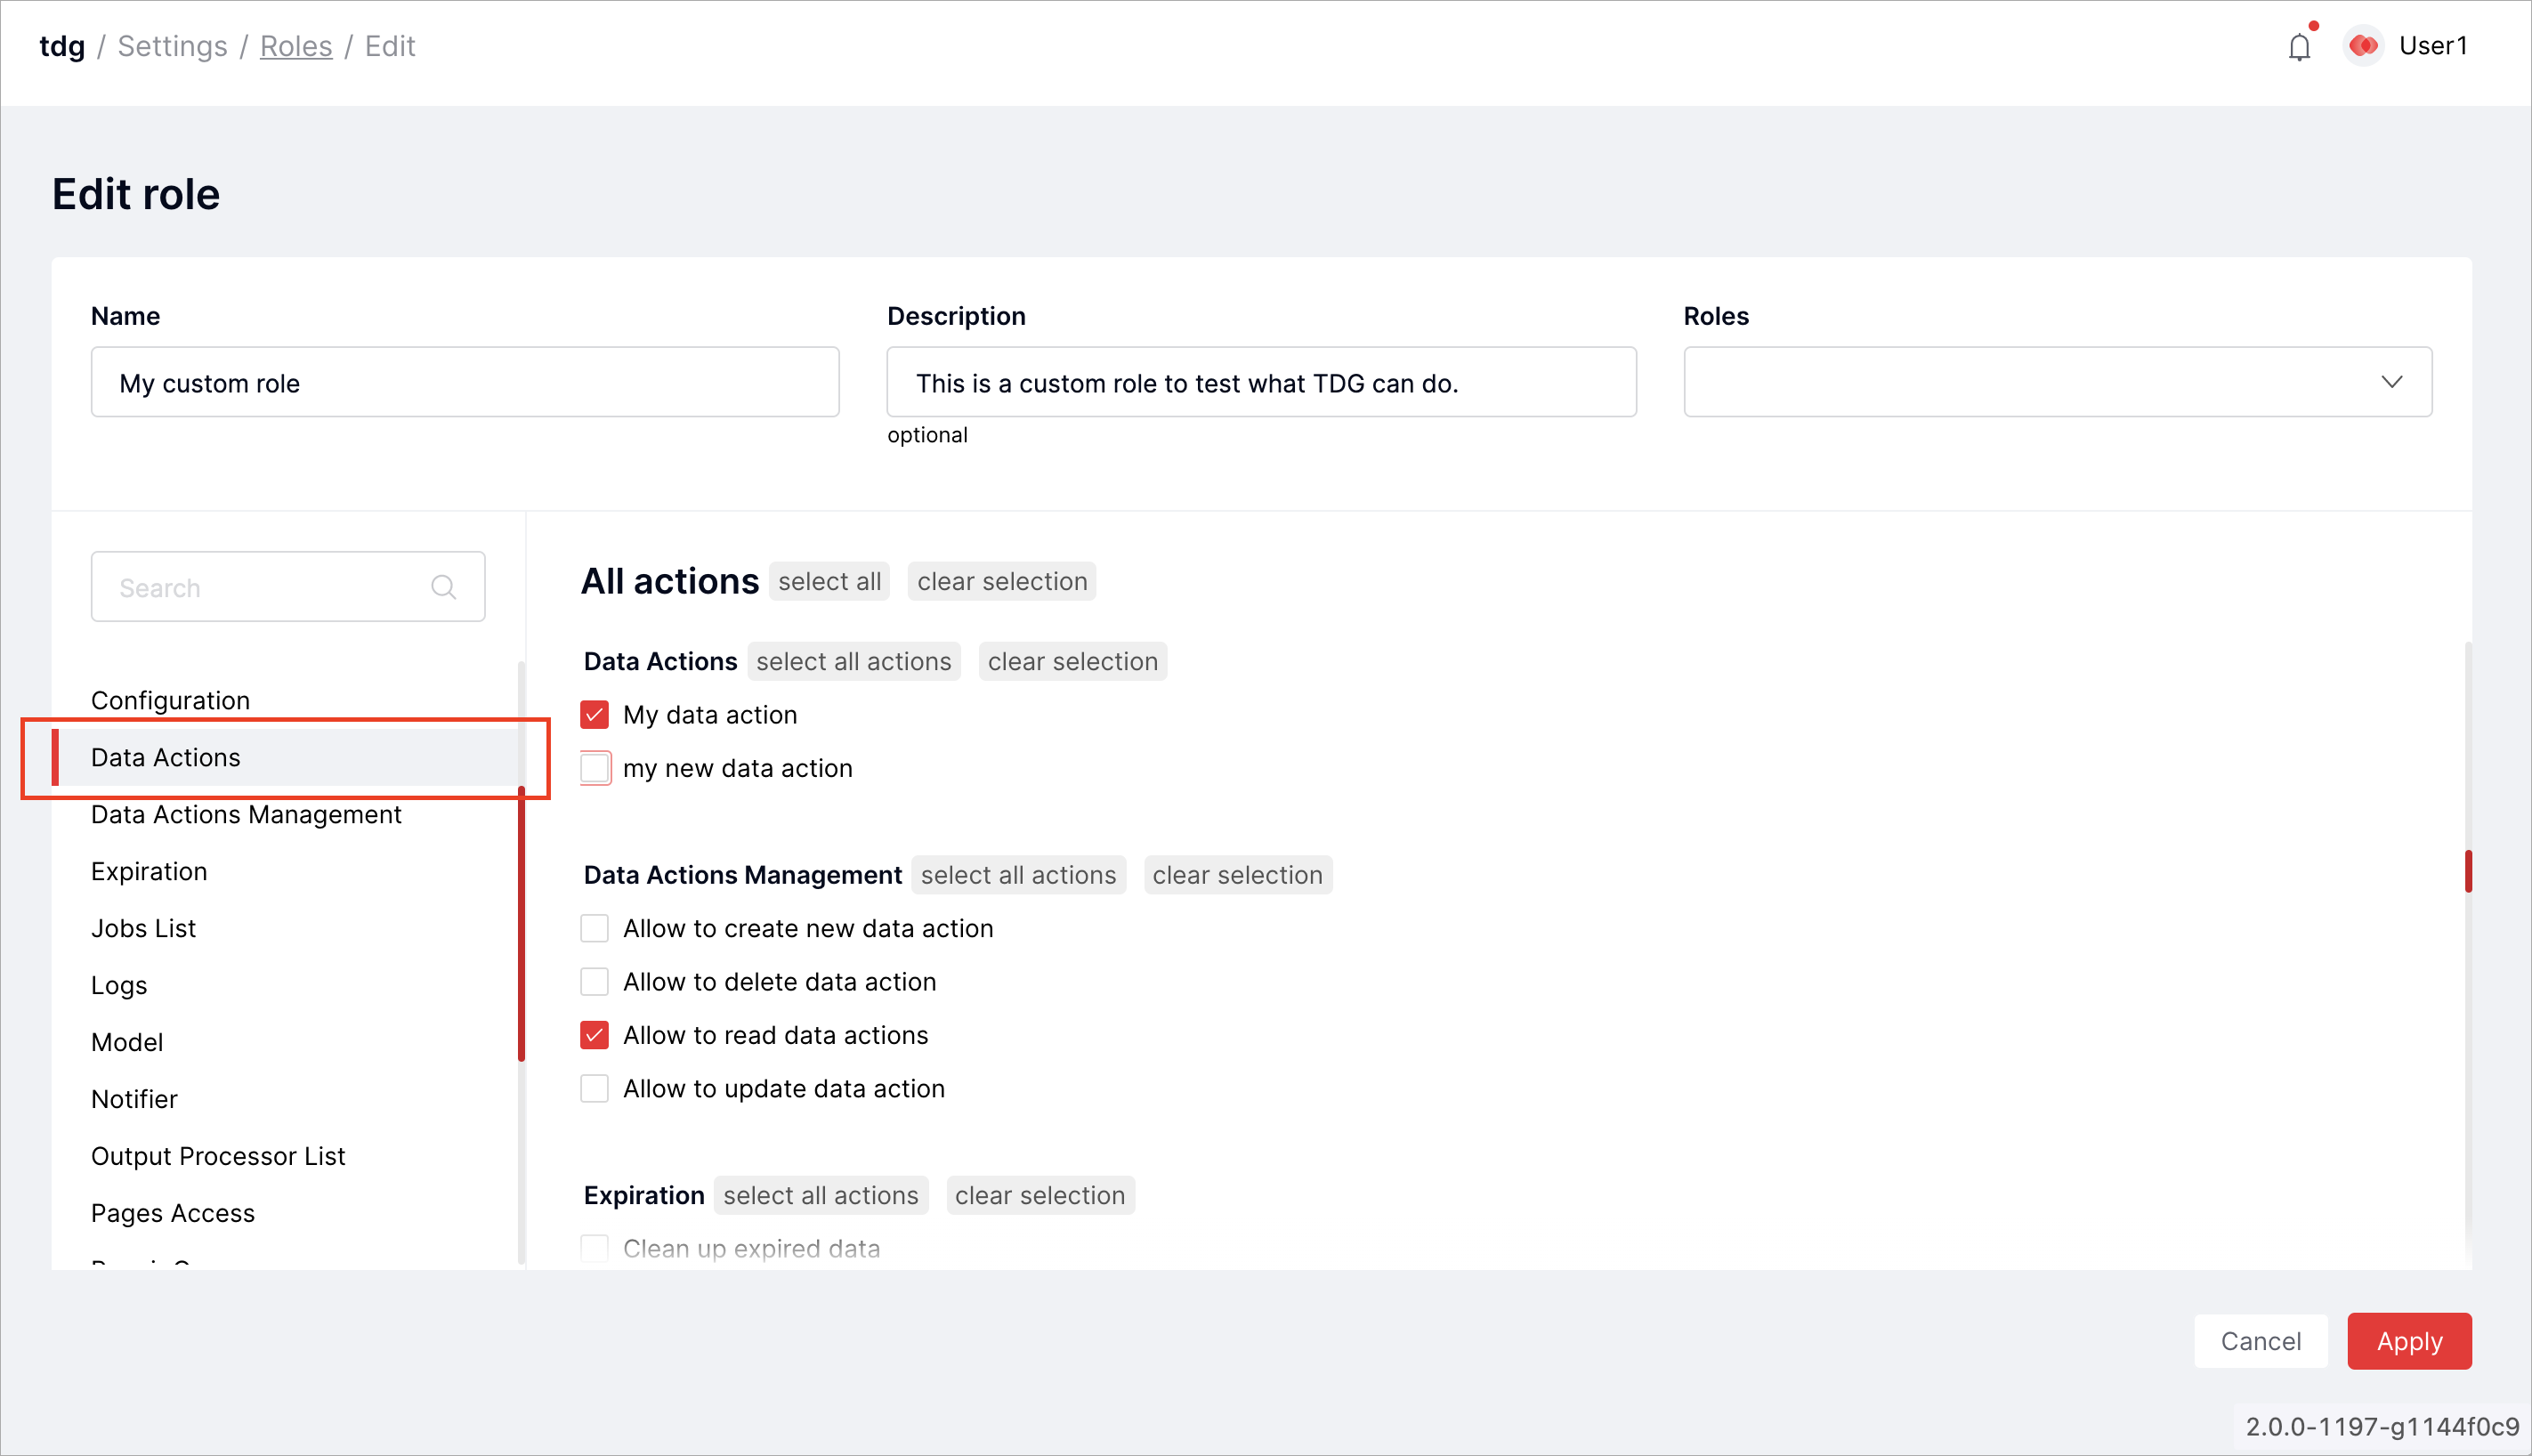 tdg / Settings / Roles / Edit
User1
Edit role
Name
Description
Roles
My custom role
This is a custom role to test what TDG can do.
optional
Search
Configuration
Data Actions
Data Actions Management
Expiration
Jobs List
Logs
Model
Notifier
Output Processor List
Pages Access
All actions select all clear selection
Data Actions select all actions clear selection
My data action
my new data action
Data Actions Management select all actions clear selection
Allow to create new data action
Allow to delete data action
Allow to read data actions
Allow to update data action
Expiration select all actions clear selection
Clean up expired data
Cancel
Apply
2.0.0-1197-g1144f0c9